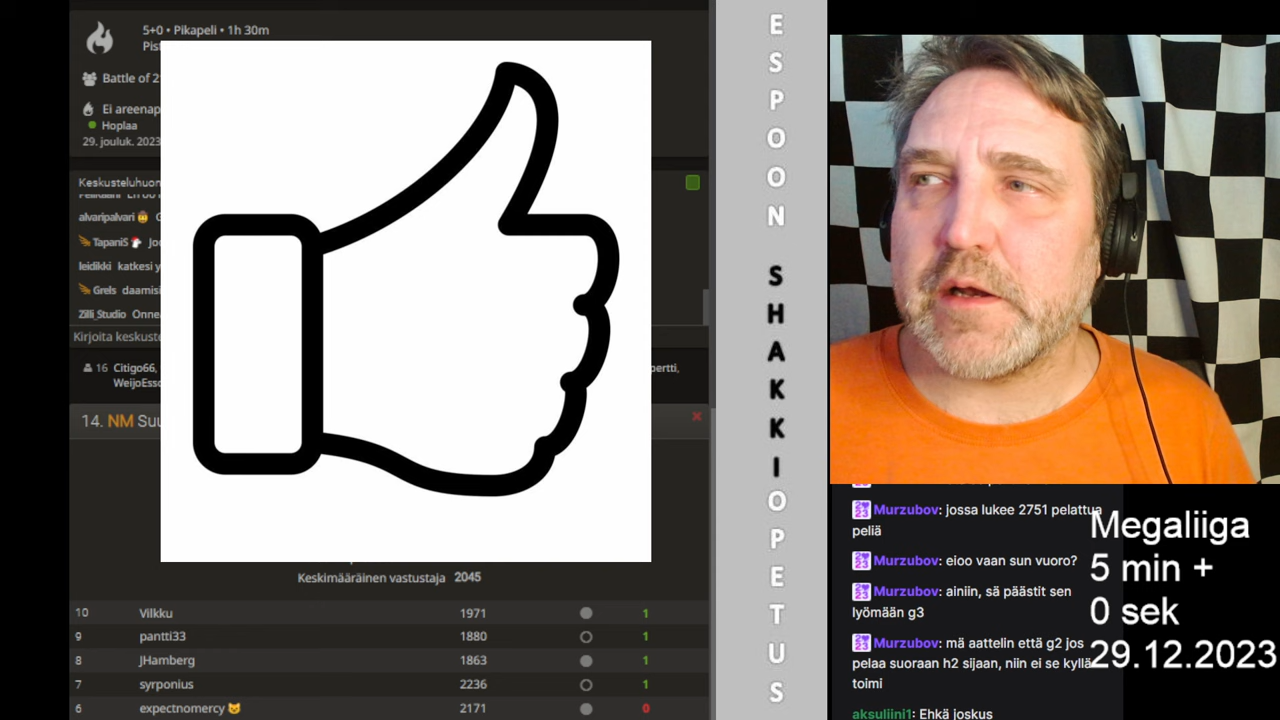 5+0 • Pikapeli • 1h 30m
Battle of 2
Ei areenap
Hoplaa
29. jouluk. 2023
Keskusteluhuon
alvaripalvari G
TapaniS Joo
leidikki katkesi y
Grels daamisi
Zilli_Studio Onne
Kirjoita keskuste
16 Citigo66,
WeijoEsso
14. NM Suu
Keskimääräinen vastustaja 2045
10 Vilkku 1971 1
9 pantti33 1880 1
8 JHamberg 1863 1
7 syrponius 2236 1
6 expectnomercy 2171 0
ESPOON SHAKKIOPETUS
Murzubov: jossa lukee 2751 pelattua
peliä
Murzubov: eioo vaan sun vuoro?
Murzubov: ainiin, sä päästit sen
lyömään g3
Murzubov: mä aattelin että g2 jos
pelaa suoraan h2 sijaan, niin ei se kyllä
toimi
aksuliini1: Ehkä joskus
Megaliiga
5 min +
0 sek
29.12.2023